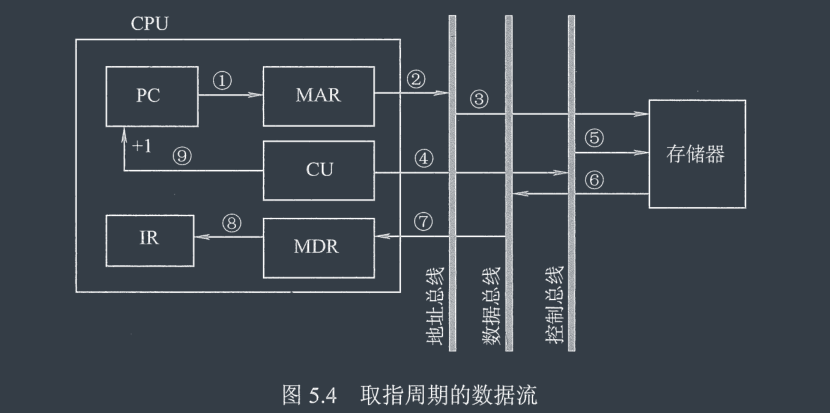 CPU
PC
①
MAR
②
③
+1
⑨
CU
④
⑤
⑥
存储器
IR
⑧
MDR
⑦
地址总线
数据总线
控制总线
图 5.4 取指周期的数据流